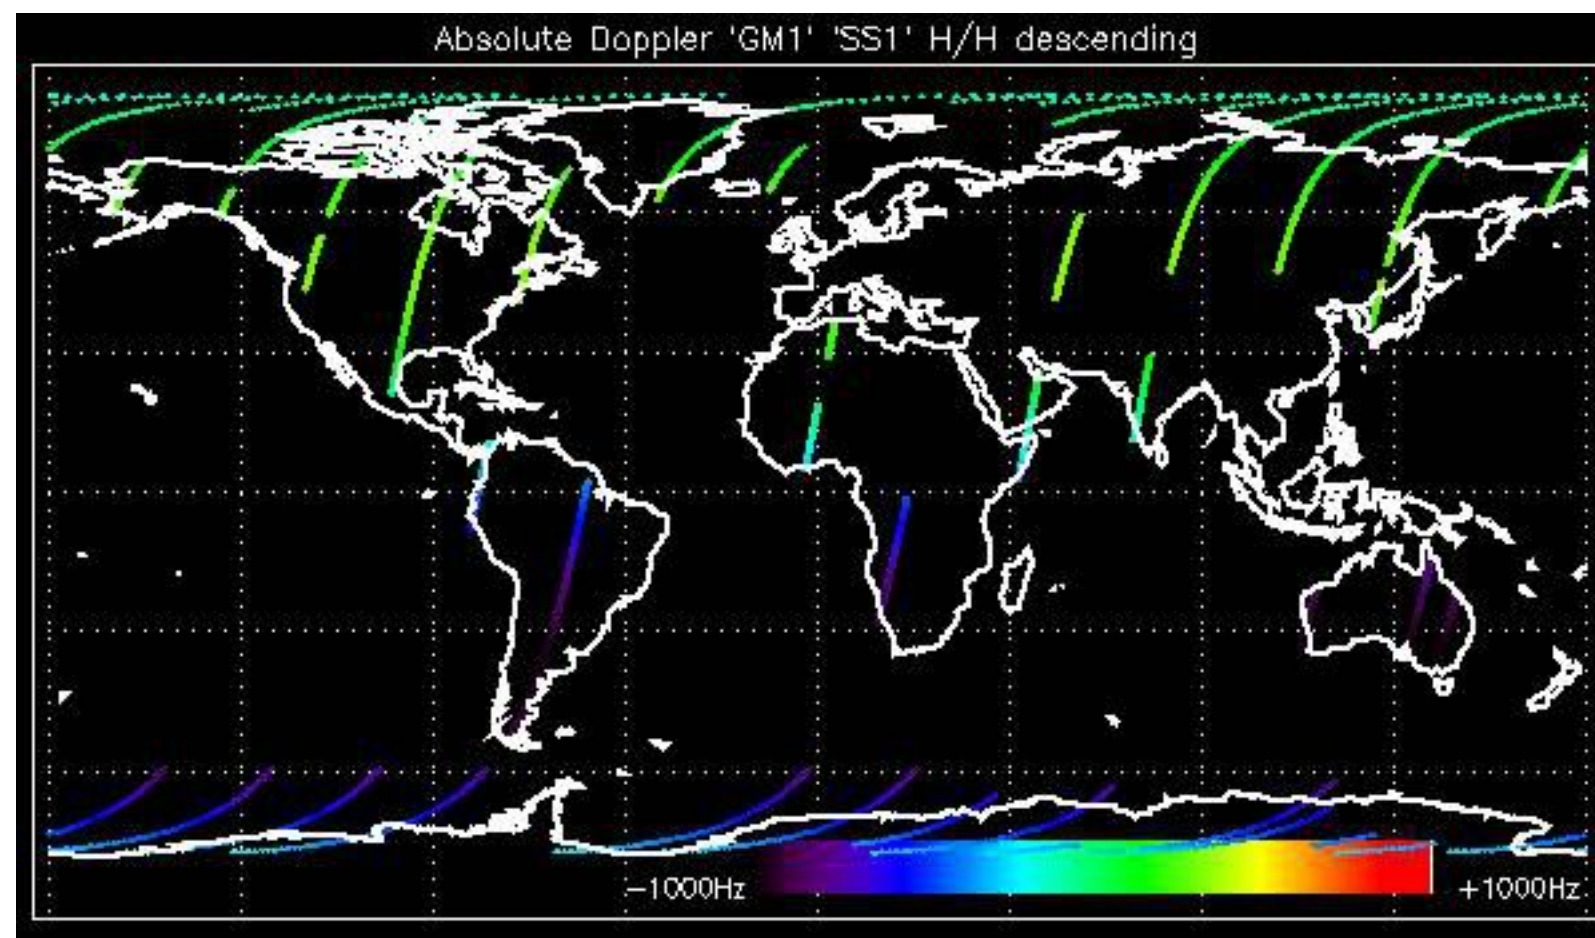 Absolute Doppler 'GM1' 'SS1' H/H descending
−1000Hz +1000Hz